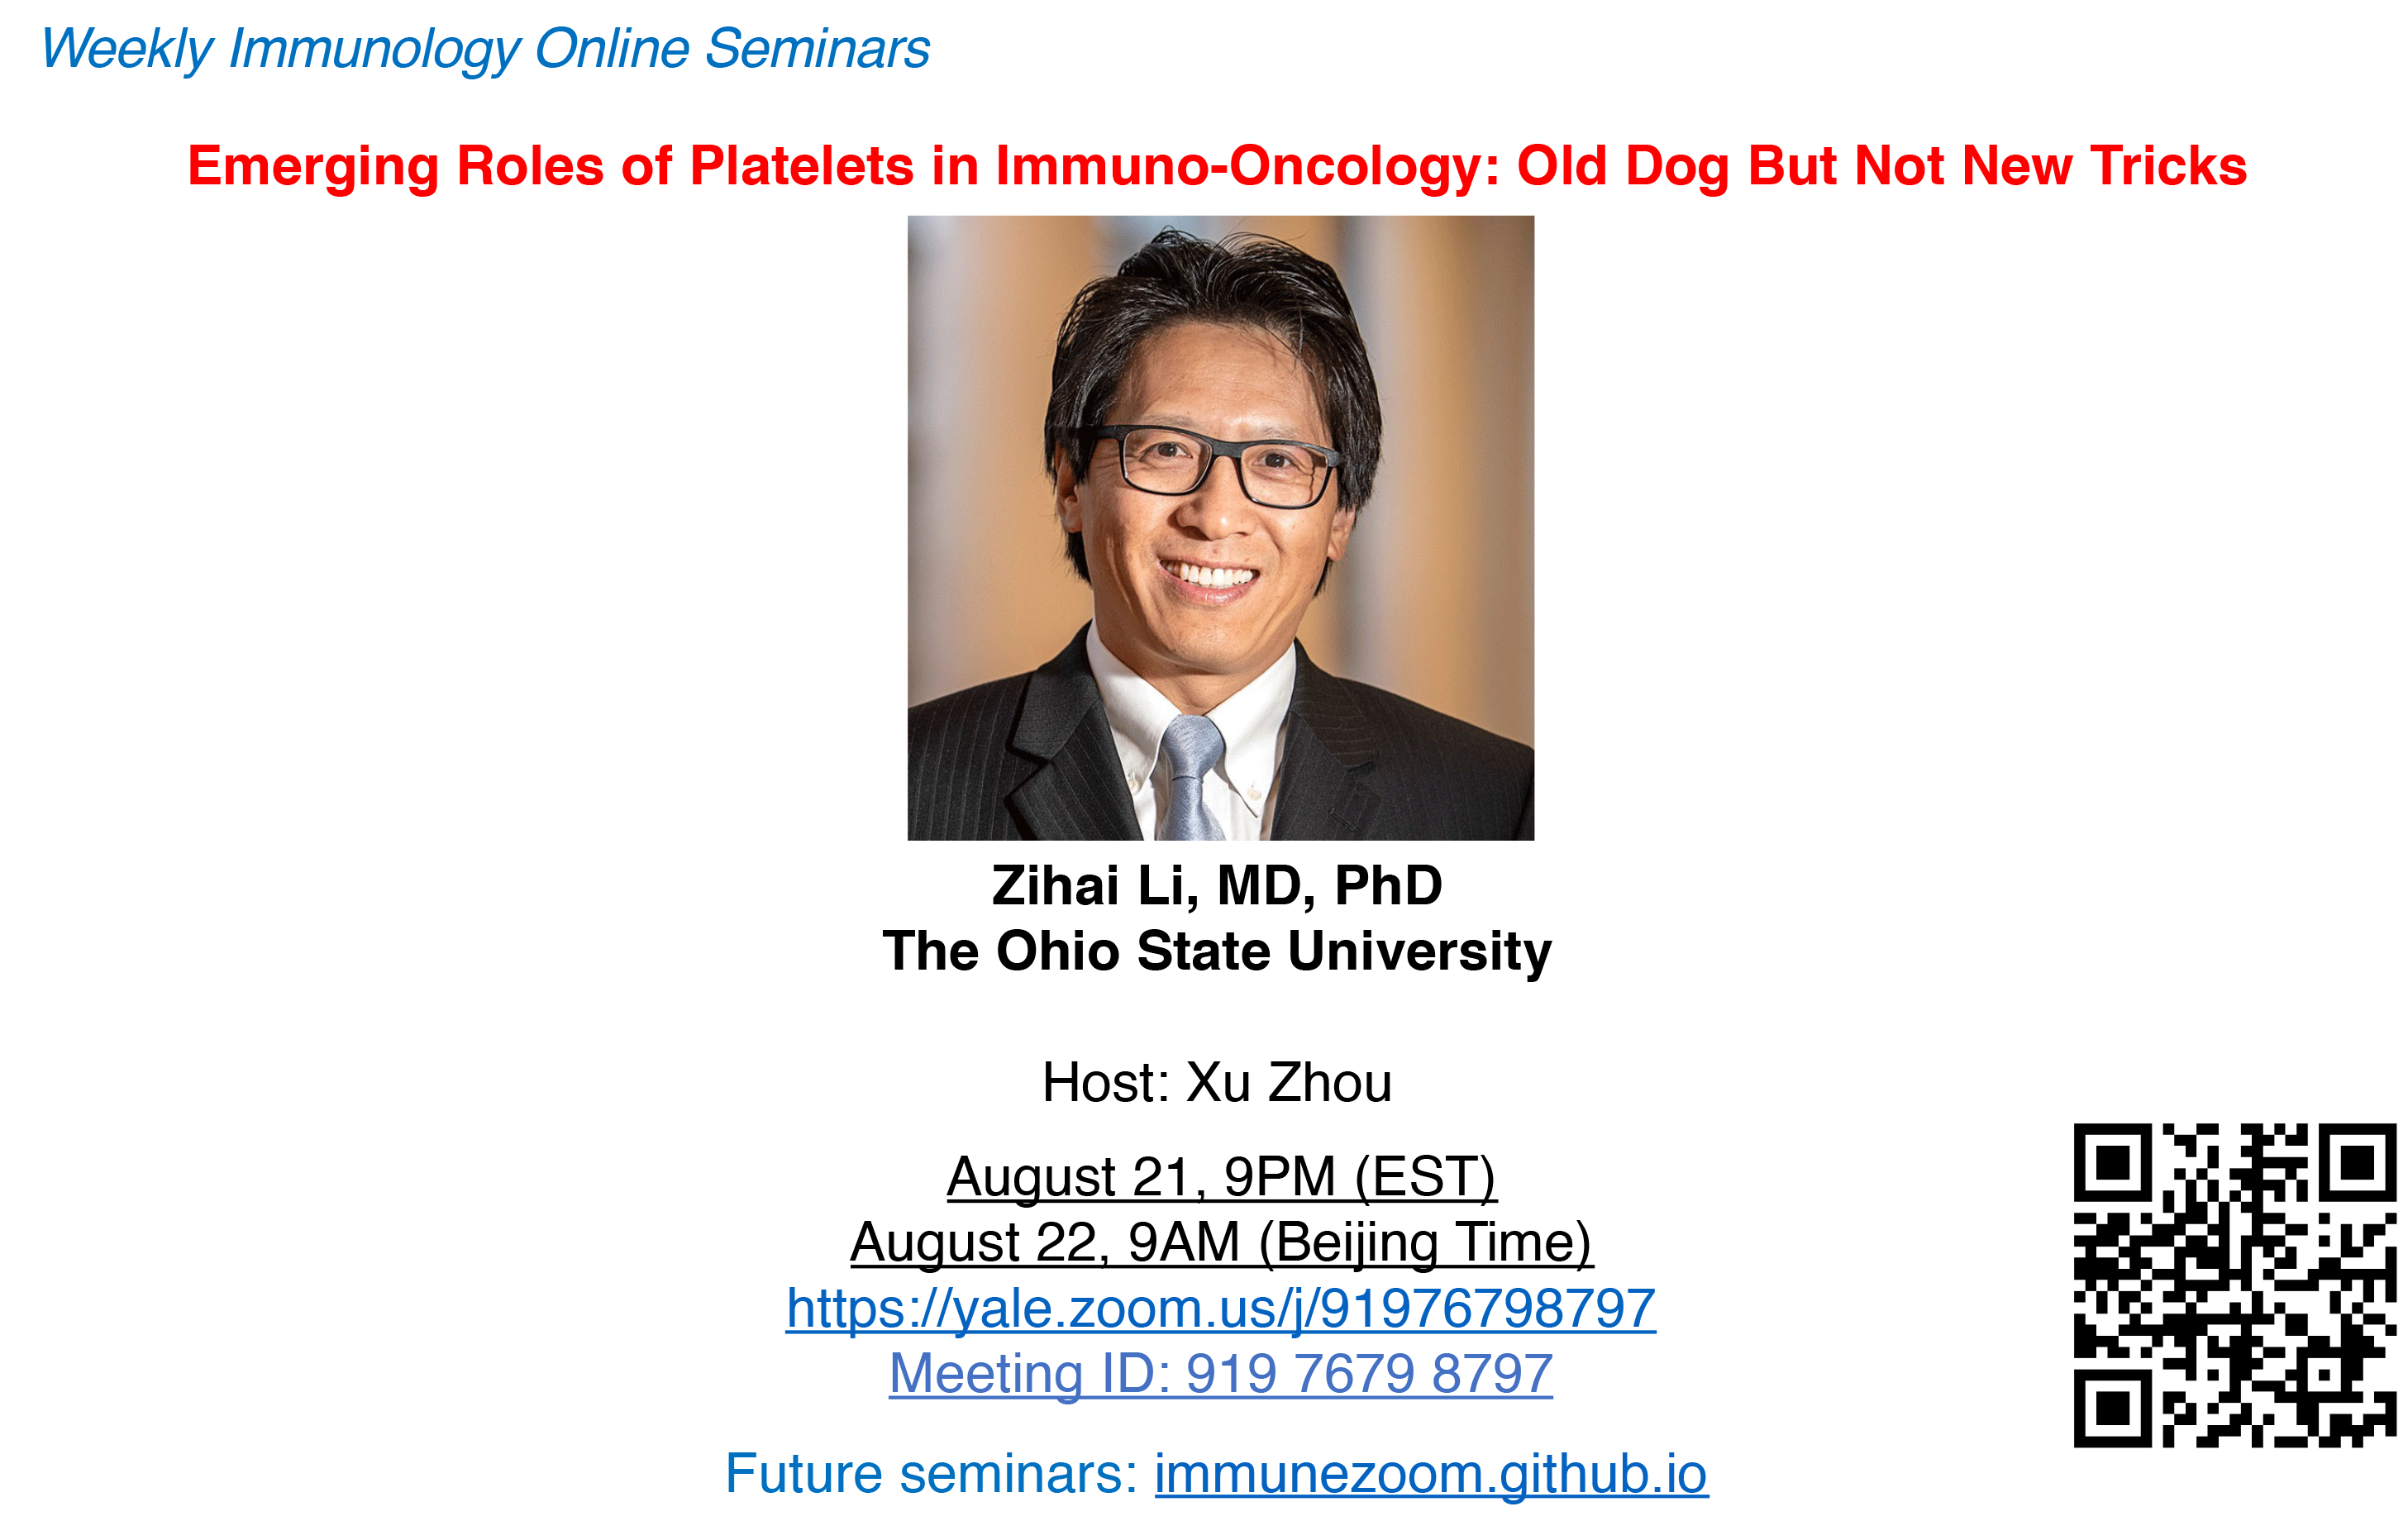 Weekly Immunology Online Seminars
Emerging Roles of Platelets in Immuno-Oncology: Old Dog But Not New Tricks
Zihai Li, MD, PhD
The Ohio State University
Host: Xu Zhou
August 21, 9PM (EST)
August 22, 9AM (Beijing Time)
https://yale.zoom.us/j/91976798797
Meeting ID: 919 7679 8797
Future seminars: immunezoom.github.io